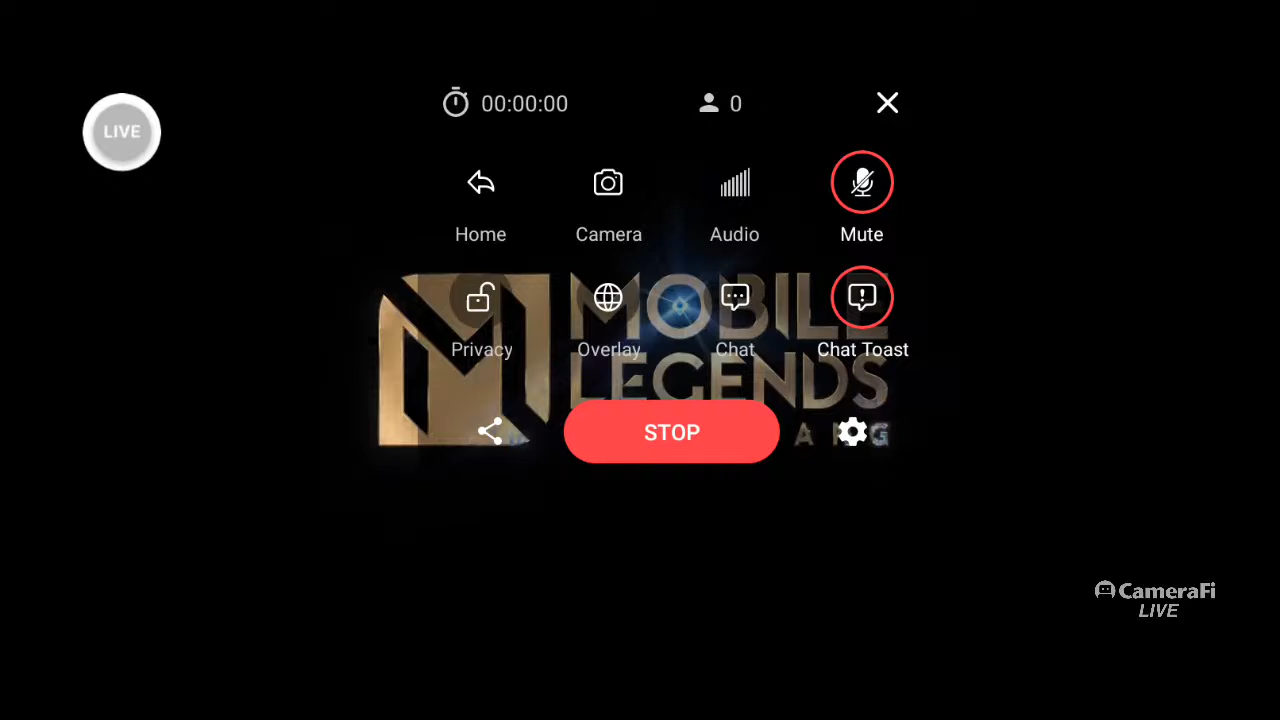 LIVE
00:00:00
0
Home
Camera
Audio
Mute
MOBILE
Privacy
Overlay
Chat
Chat Toast
LEGENDS
STOP
CameraFi
LIVE